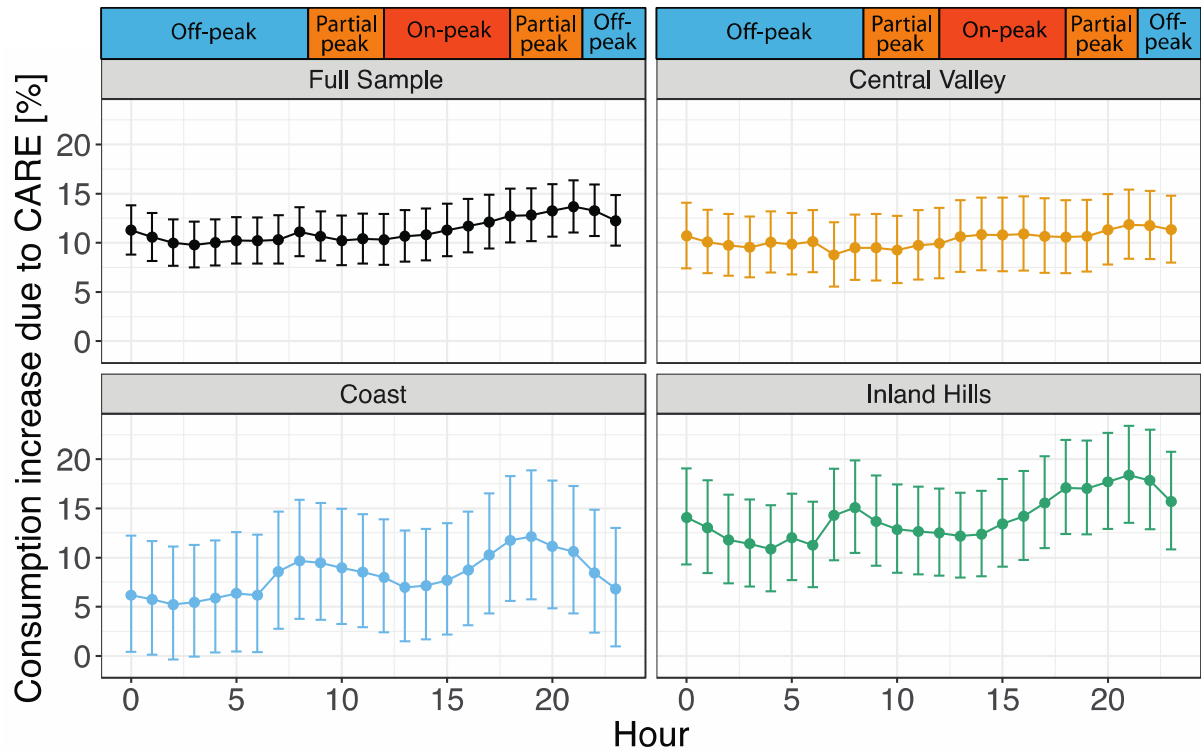 Off-peak
Partial
peak
On-peak
Partial
peak
Off-
peak
Off-peak
Partial
peak
On-peak
Partial
peak
Off-
peak
Full Sample
Central Valley
Consumption increase due to CARE [%]
20
15
10
5
0
Coast
Inland Hills
20
15
10
5
0
0 5 10 15 20
0 5 10 15 20
Hour